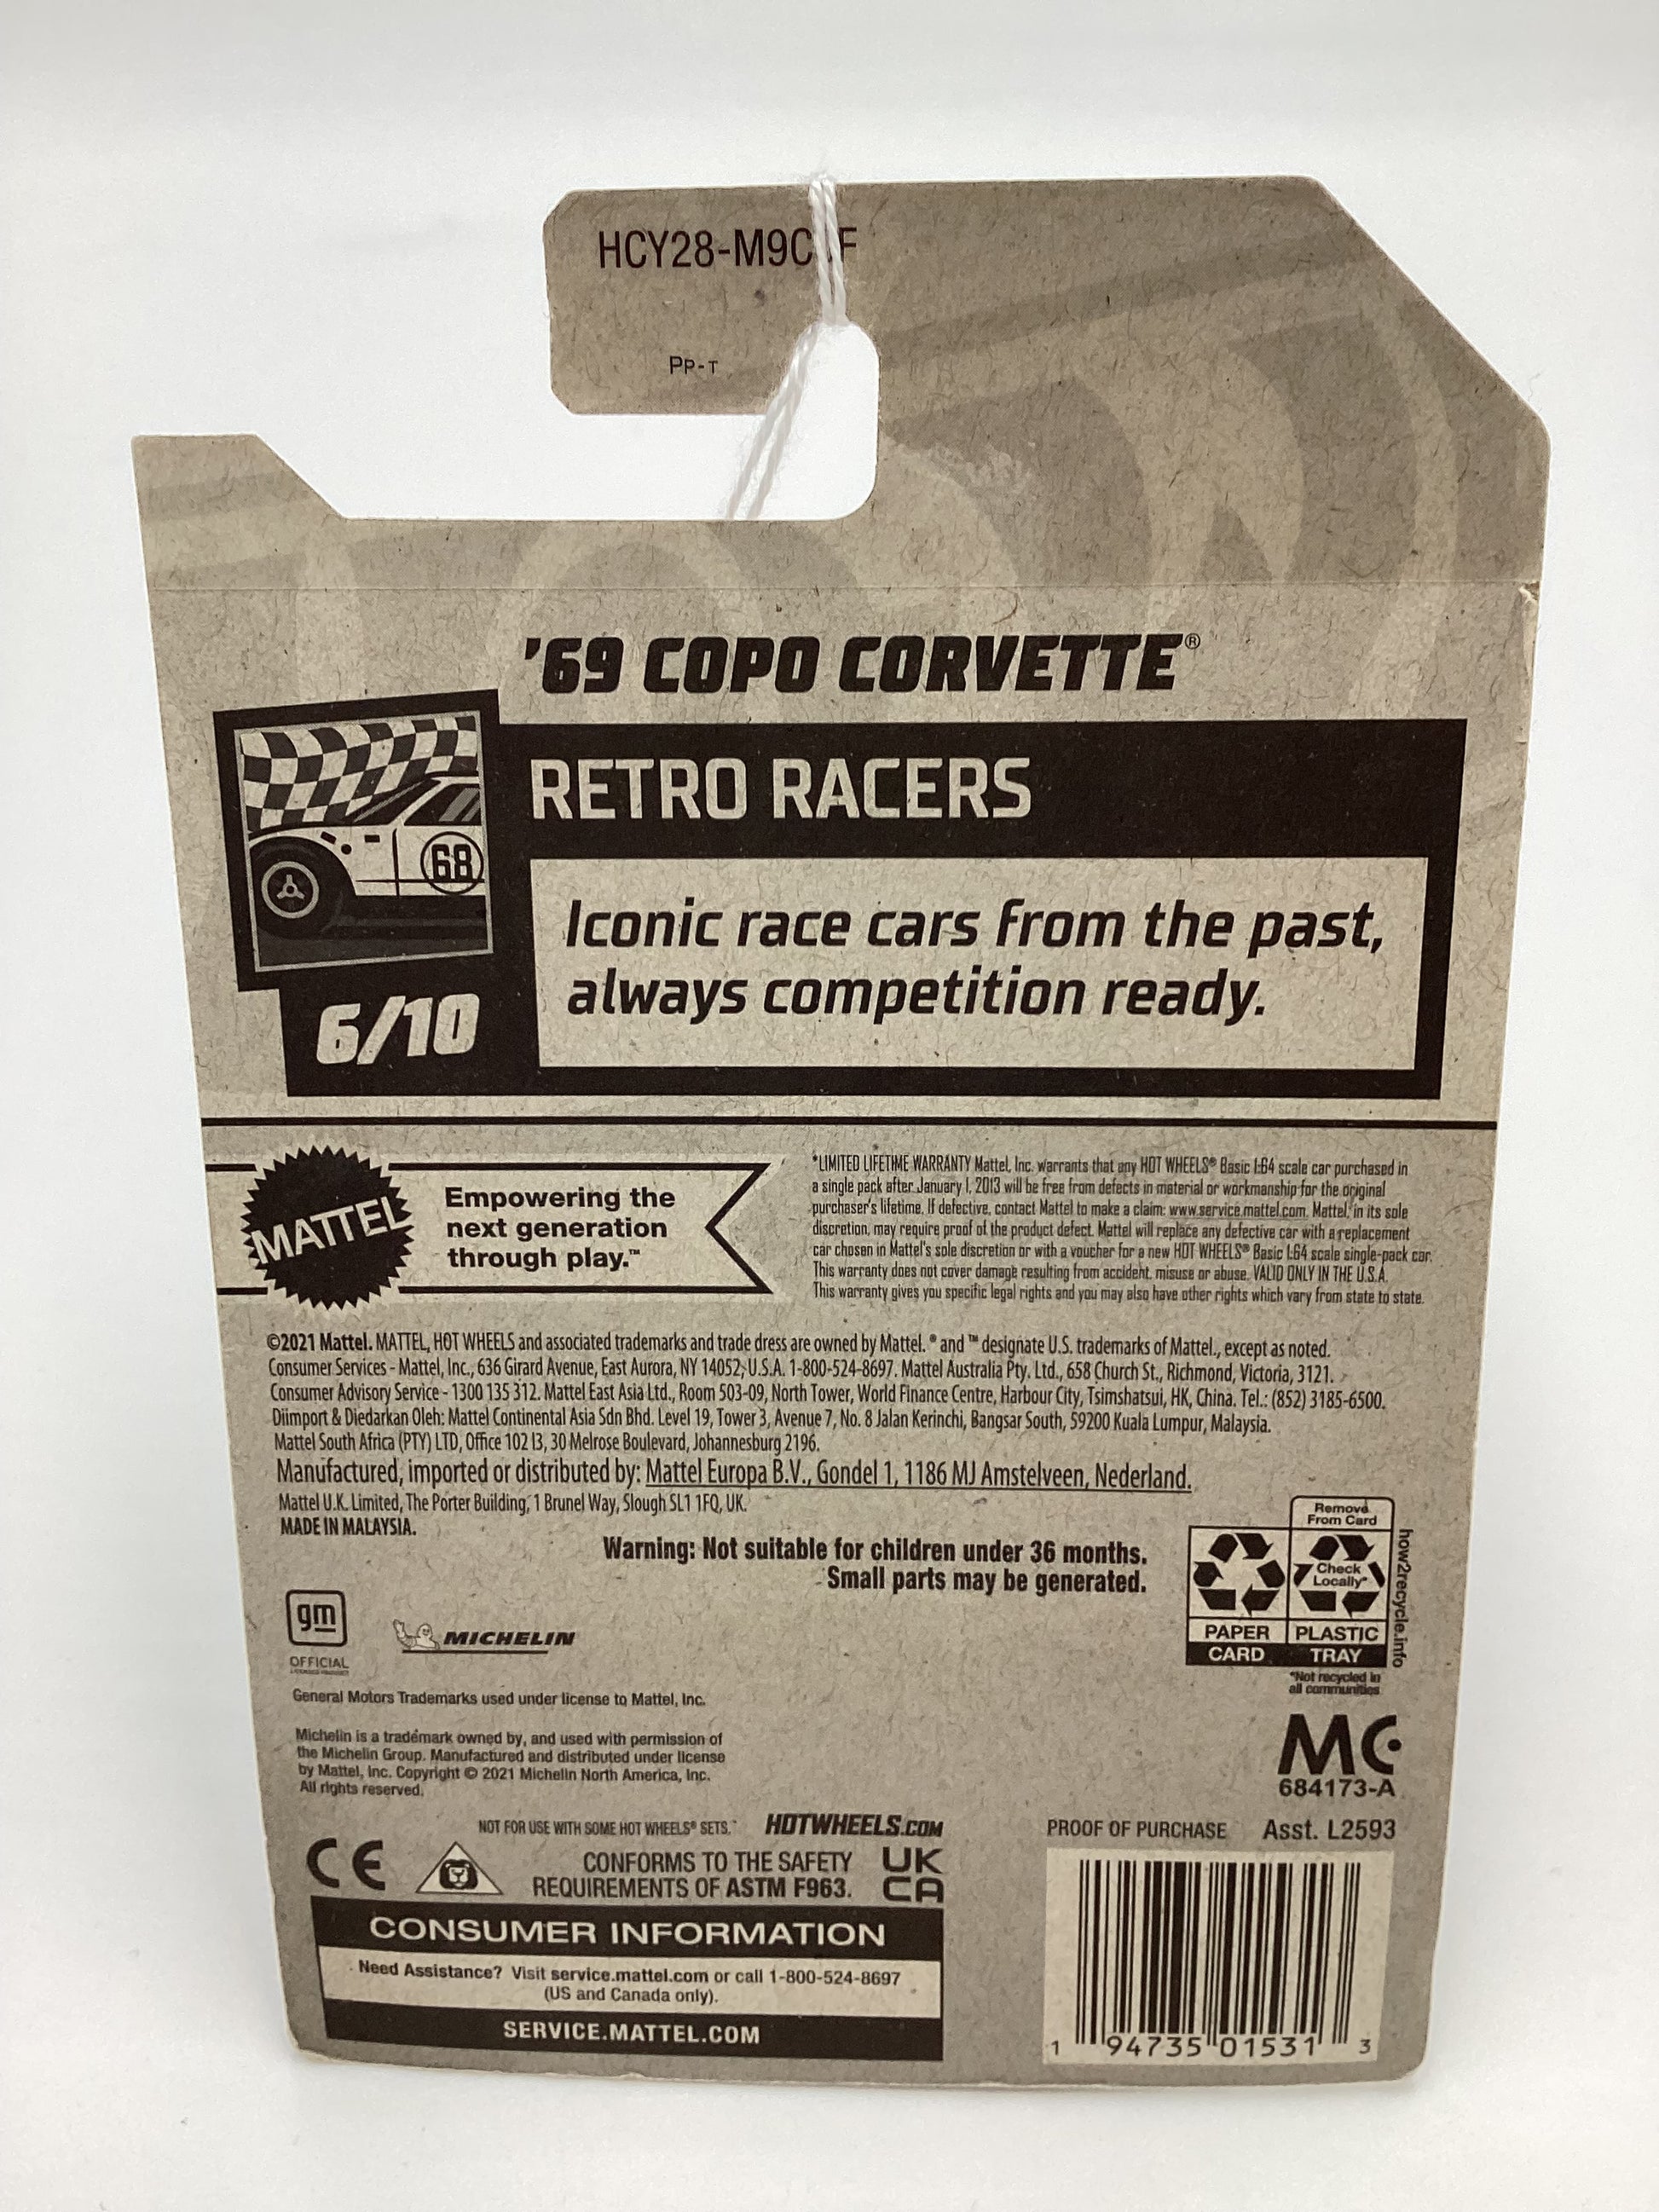 HCY28-M9C
PP-T
'69 COPO CORVETTE®
RETRO RACERS
68
Iconic race cars from the past,
always competition ready.
6/10
MATTEL
Empowering the
next generation
through play.™
*LIMITED LIFETIME WARRANTY Mattel, Inc. warrants that any HOT WHEELS® Basic 1:64 scale car purchased in
a single pack after January 1, 2013 will be free from defects in material or workmanship for the original
purchaser's lifetime. If defective, contact Mattel to make a claim: www.service.mattel.com. Mattel, in its sole
discretion, may require proof of the product defect. Mattel will replace any defective car with a replacement
car chosen in Mattel's sole discretion or with a voucher for a new HOT WHEELS® Basic 1:64 scale single-pack car.
This warranty does not cover damage resulting from accident, misuse or abuse. VALID ONLY IN THE U.S.A.
This warranty gives you specific legal rights and you may also have other rights which vary from state to state.
©2021 Mattel. MATTEL, HOT WHEELS and associated trademarks and trade dress are owned by Mattel. ® and ™ designate U.S. trademarks of Mattel., except as noted.
Consumer Services - Mattel, Inc., 636 Girard Avenue, East Aurora, NY 14052, U.S.A. 1-800-524-8697. Mattel Australia Pty. Ltd., 658 Church St., Richmond, Victoria, 3121.
Consumer Advisory Service - 1300 135 312. Mattel East Asia Ltd., Room 503-09, North Tower, World Finance Centre, Harbour City, Tsimshatsui, HK, China. Tel.: (852) 3185-6500.
Diimport & Diedarkan Oleh: Mattel Continental Asia Sdn Bhd. Level 19, Tower 3, Avenue 7, No. 8 Jalan Kerinchi, Bangsar South, 59200 Kuala Lumpur, Malaysia.
Mattel South Africa (PTY) LTD, Office 102 I3, 30 Melrose Boulevard, Johannesburg 2196.
Manufactured, imported or distributed by: Mattel Europa B.V., Gondel 1, 1186 MJ Amstelveen, Nederland.
Mattel U.K. Limited, The Porter Building, 1 Brunel Way, Slough SL1 1FQ, UK.
MADE IN MALAYSIA.
Warning: Not suitable for children under 36 months.
Small parts may be generated.
Remove
From Card
Check
Locally*
PAPER
PLASTIC
CARD
TRAY
how2recycle.info
*Not recycled in
all communities
gm
OFFICIAL
LICENSED PRODUCT
MICHELIN
General Motors Trademarks used under license to Mattel, Inc.
Michelin is a trademark owned by, and used with permission of
the Michelin Group. Manufactured and distributed under license
by Mattel, Inc. Copyright © 2021 Michelin North America, Inc.
All rights reserved.
MC
684173-A
NOT FOR USE WITH SOME HOT WHEELS® SETS.
HOTWHEELS.COM
PROOF OF PURCHASE
Asst. L2593
CE
CONFORMS TO THE SAFETY
REQUIREMENTS OF ASTM F963.
UK
CA
CONSUMER INFORMATION
Need Assistance? Visit service.mattel.com or call 1-800-524-8697
(US and Canada only).
SERVICE.MATTEL.COM
1 94735 01531 3